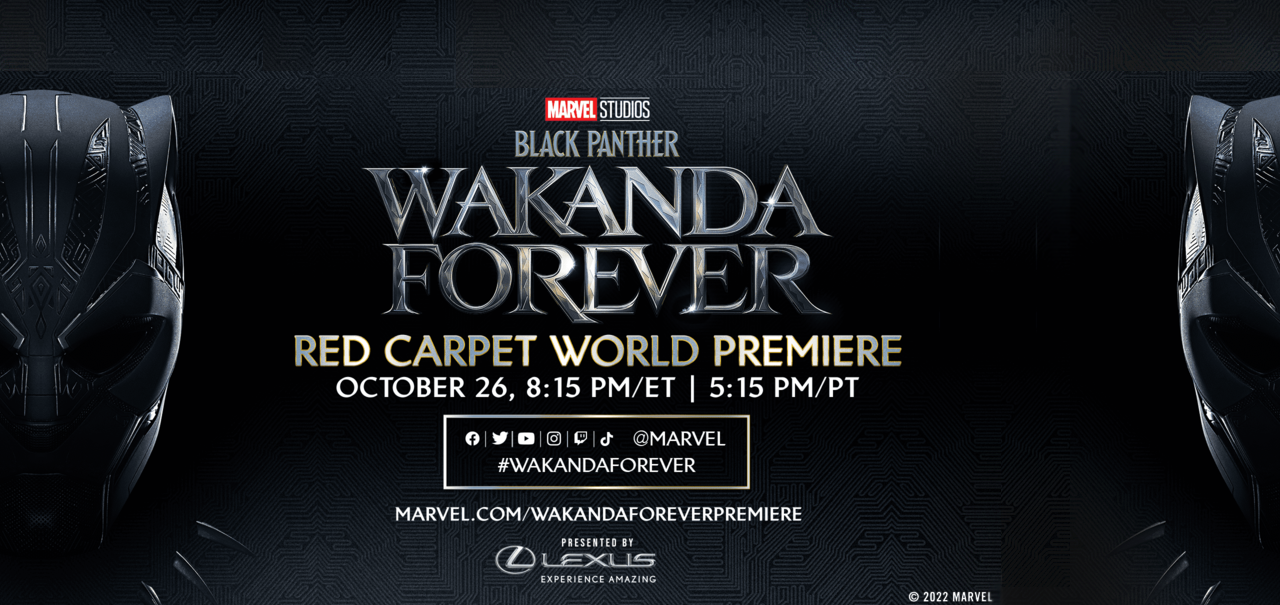 MARVEL STUDIOS
BLACK PANTHER
WAKANDA
FOREVER
RED CARPET WORLD PREMIERE
OCTOBER 26, 8:15 PM/ET | 5:15 PM/PT
@MARVEL
#WAKANDAFOREVER
MARVEL.COM/WAKANDAFOREVERPREMIERE
PRESENTED BY
LEXUS
EXPERIENCE AMAZING
© 2022 MARVEL